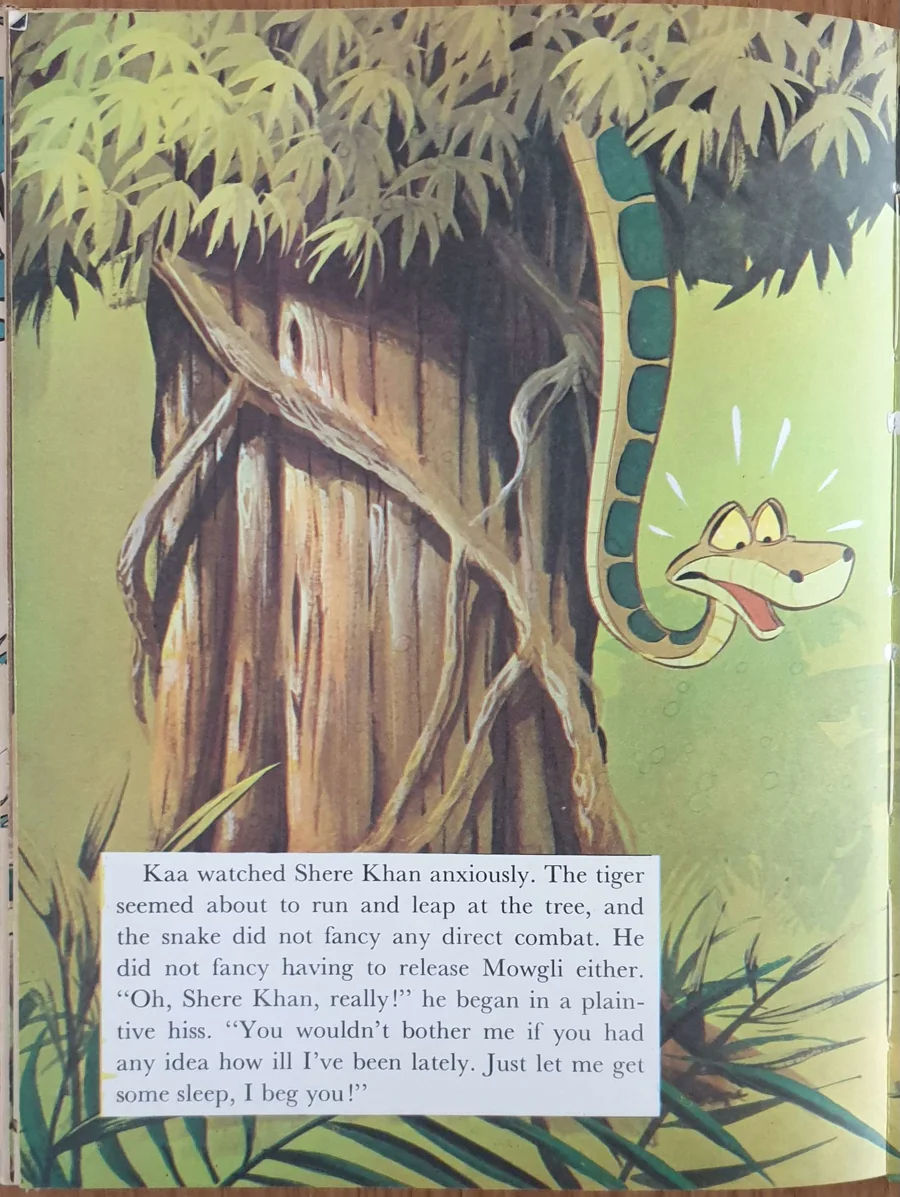 Kaa watched Shere Khan anxiously. The tiger
seemed about to run and leap at the tree, and
the snake did not fancy any direct combat. He
did not fancy having to release Mowgli either.
“Oh, Shere Khan, really!” he began in a plain-
tive hiss. “You wouldn’t bother me if you had
any idea how ill I’ve been lately. Just let me get
some sleep, I beg you!”